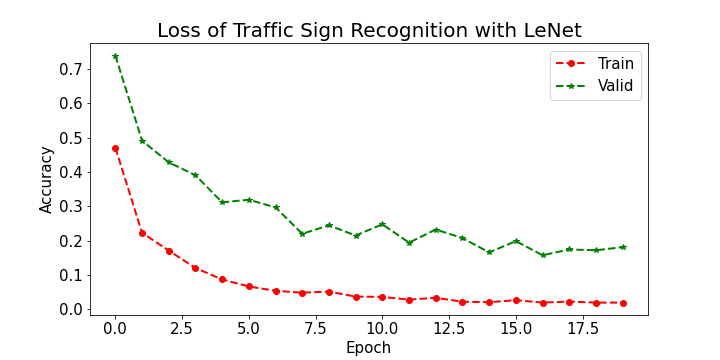 Loss of Traffic Sign Recognition with LeNet
Train
Valid
Accuracy
0.7
0.6
0.5
0.4
0.3
0.2
0.1
0.0
0.0 2.5 5.0 7.5 10.0 12.5 15.0 17.5
Epoch